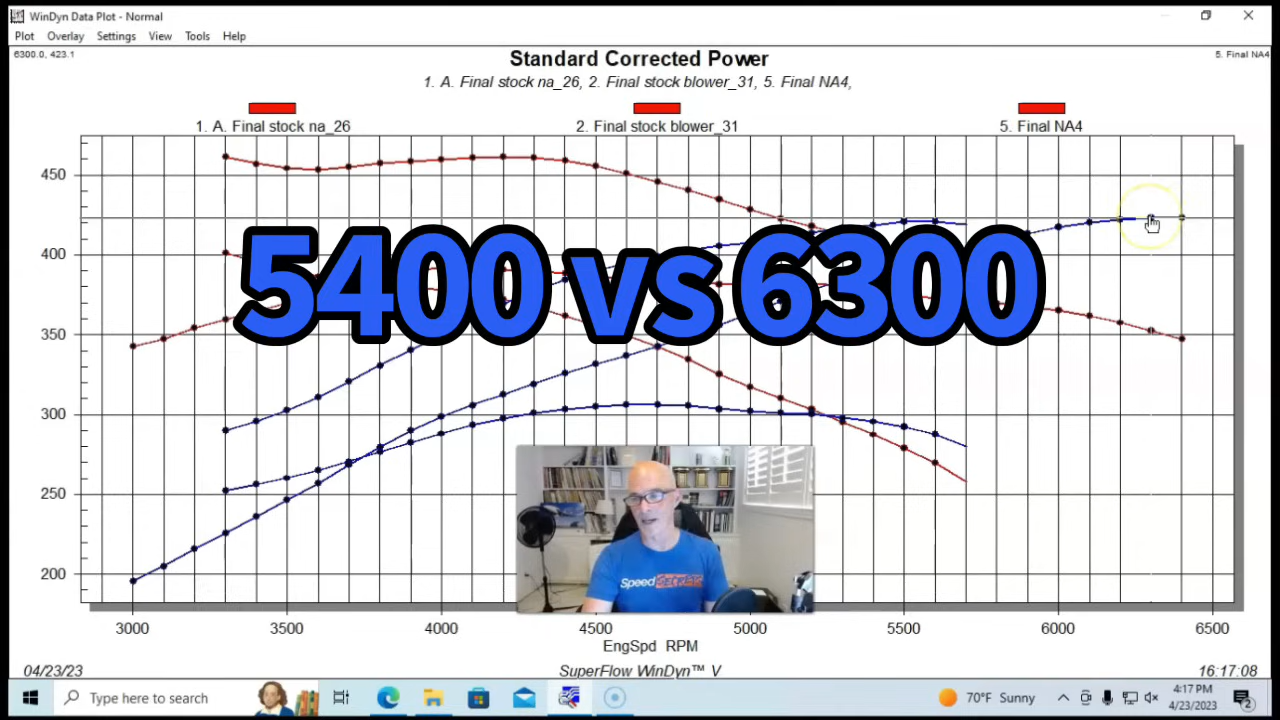 WinDyn Data Plot - Normal
Plot Overlay Settings View Tools Help
6300.0, 423.1
5. Final NA4
Standard Corrected Power
1. A. Final stock na_26, 2. Final stock blower_31, 5. Final NA4,
1. A. Final stock na_26 2. Final stock blower_31 5. Final NA4
450
400
5400 vs 6300
350
300
250
200
Speed SECRETS
3000 3500 4000 4500 5000 5500 6000 6500
EngSpd RPM
04/23/23 SuperFlow WinDyn™ V 16:17:08
Type here to search
70°F Sunny
4:17 PM
4/23/2023
2